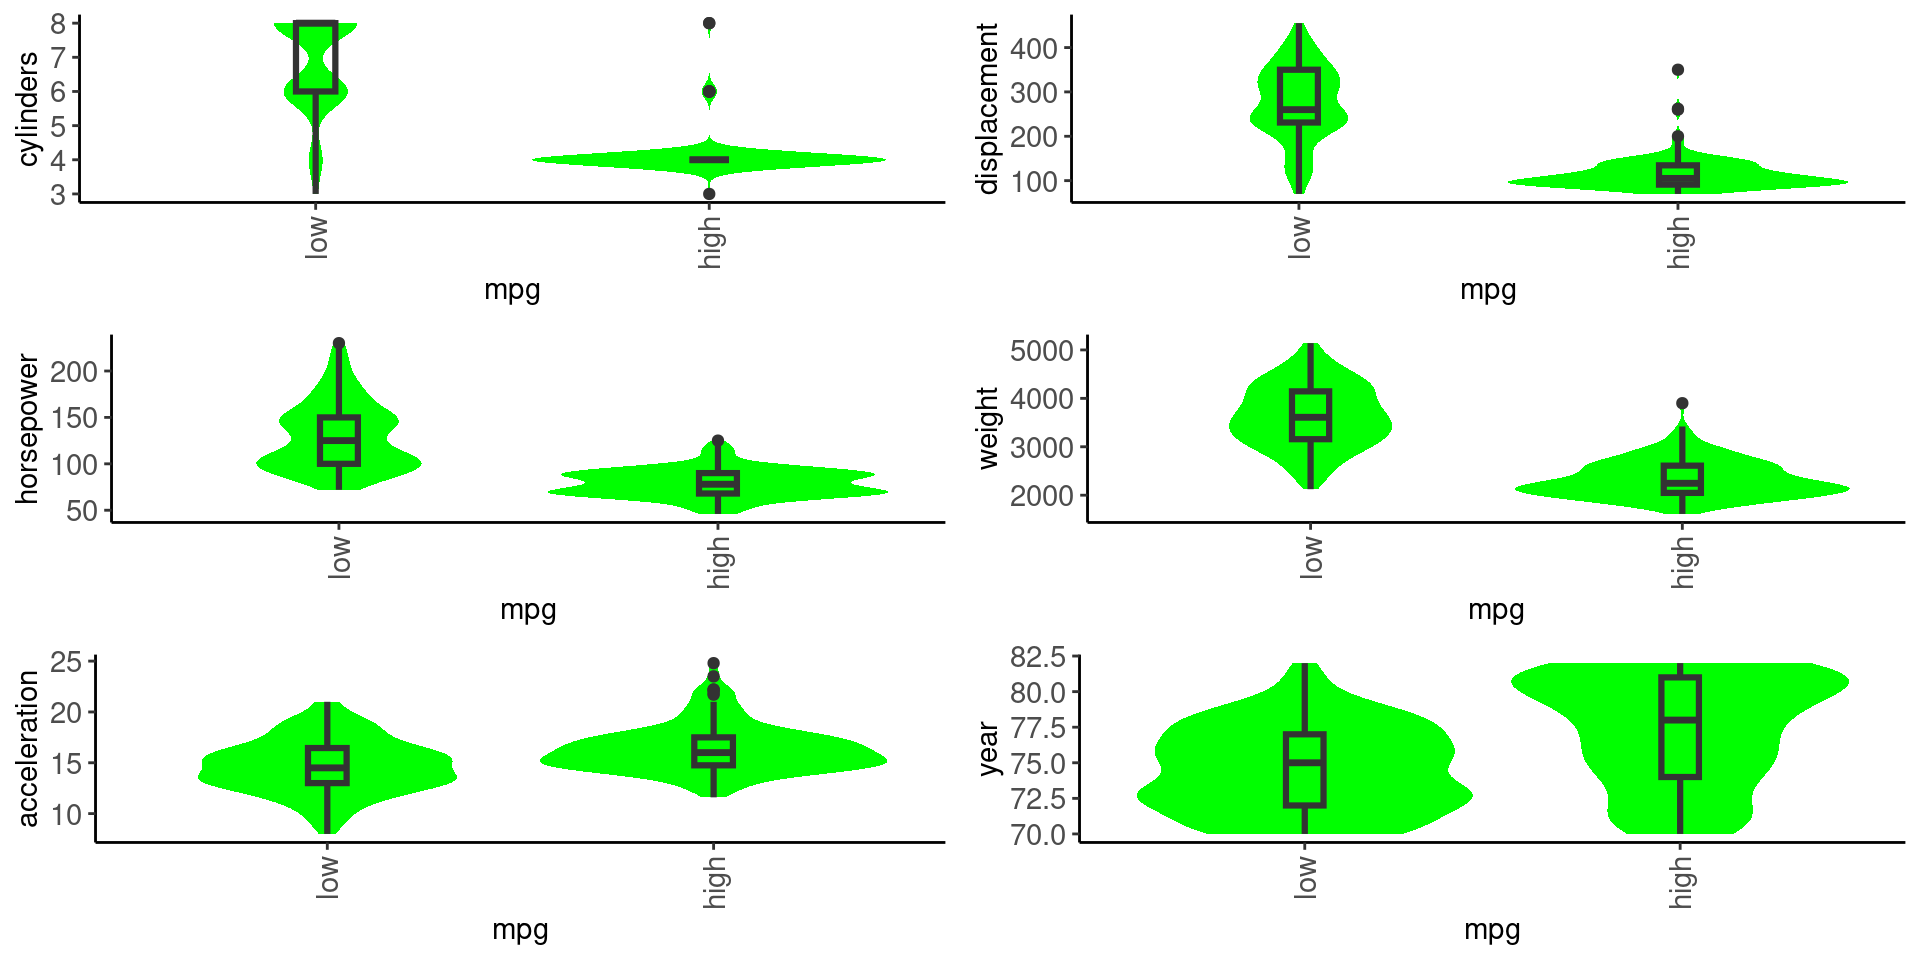 cylinders
8
7
6
5
4
3
low
high
mpg
displacement
400
300
200
100
low
high
mpg
horsepower
200
150
100
50
low
high
mpg
weight
5000
4000
3000
2000
low
high
mpg
acceleration
25
20
15
10
low
high
mpg
year
82.5
80.0
77.5
75.0
72.5
70.0
low
high
mpg